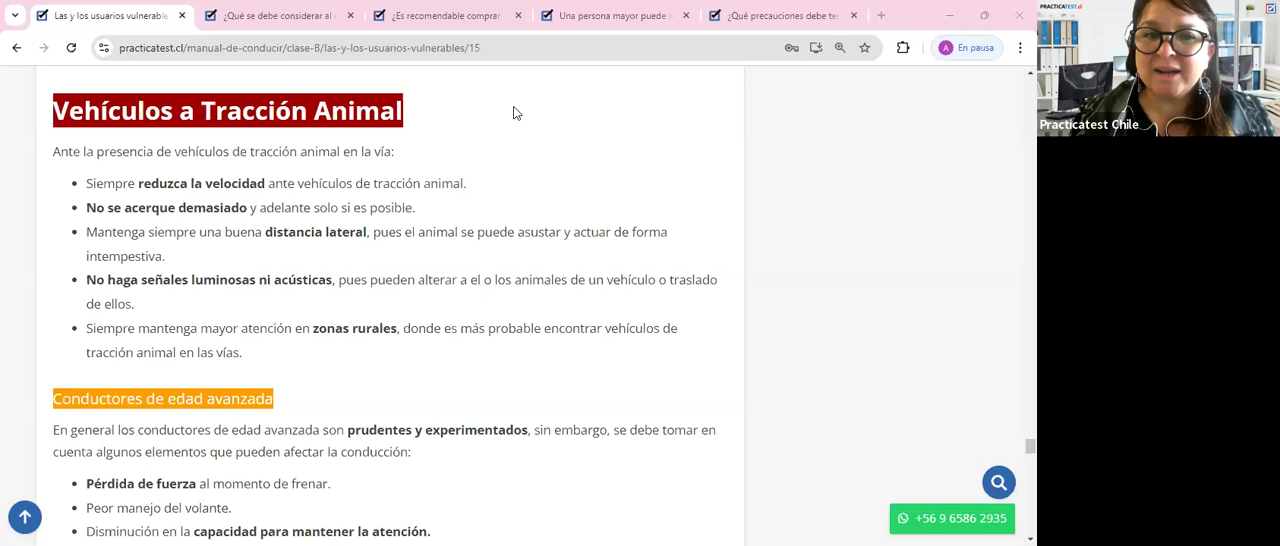 Las y los usuarios vulnerable
¿Qué se debe considerar al
¿Es recomendable comprar
Una persona mayor puede
¿Qué precauciones debe te
practicatest.cl/manual-de-conducir/clase-B/las-y-los-usuarios-vulnerables/15
A En pausa
PRACTICATEST.cl
Practicatest Chile
Vehículos a Tracción Animal
Ante la presencia de vehículos de tracción animal en la vía:
Siempre reduzca la velocidad ante vehículos de tracción animal.
No se acerque demasiado y adelante solo si es posible.
Mantenga siempre una buena distancia lateral, pues el animal se puede asustar y actuar de forma
intempestiva.
No haga señales luminosas ni acústicas, pues pueden alterar a el o los animales de un vehículo o traslado
de ellos.
Siempre mantenga mayor atención en zonas rurales, donde es más probable encontrar vehículos de
tracción animal en las vías.
Conductores de edad avanzada
En general los conductores de edad avanzada son prudentes y experimentados, sin embargo, se debe tomar en
cuenta algunos elementos que pueden afectar la conducción:
Pérdida de fuerza al momento de frenar.
Peor manejo del volante.
Disminución en la capacidad para mantener la atención.
+56 9 6586 2935